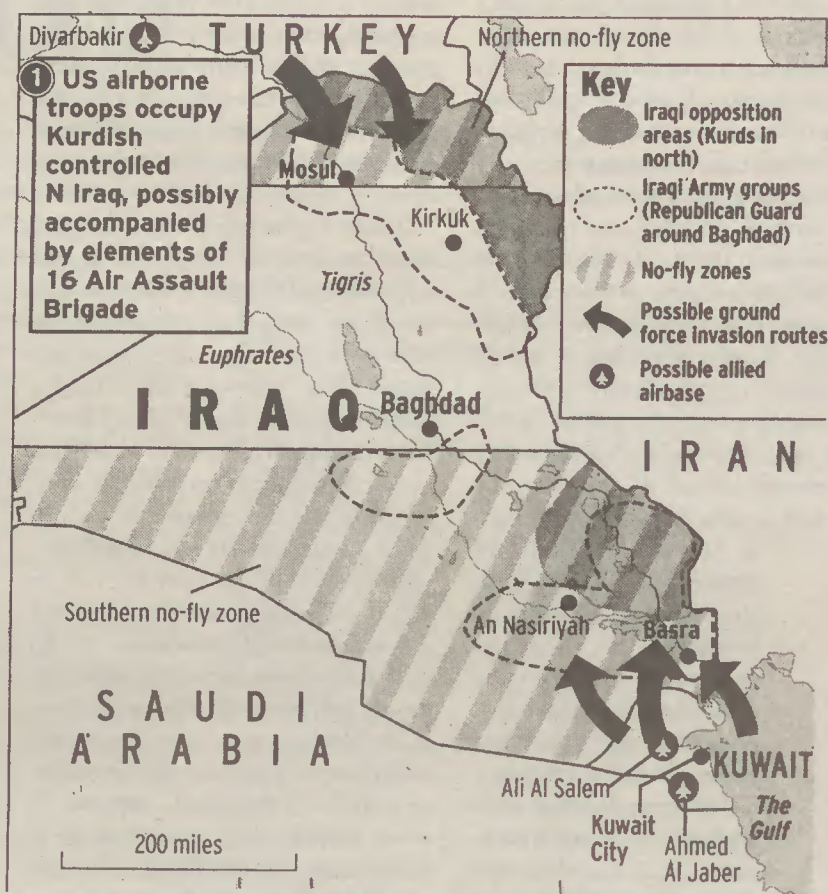 Diyarbakir
TURKEY
Northern no-fly zone
1 US airborne
troops occupy
Kurdish
controlled
N Iraq, possibly
accompanied
by elements of
16 Air Assault
Brigade
Key
Iraqi opposition
areas (Kurds in
north)
Iraqi Army groups
(Republican Guard
around Baghdad)
No-fly zones
Possible ground
force invasion routes
Possible allied
airbase
Mosul
Kirkuk
Tigris
Euphrates
IRAQ
Baghdad
IRAN
Southern no-fly zone
An Nasiriyah
Basra
SAUDI
ARABIA
KUWAIT
Ali Al Salem
Kuwait
City
Ahmed
Al Jaber
The
Gulf
200 miles